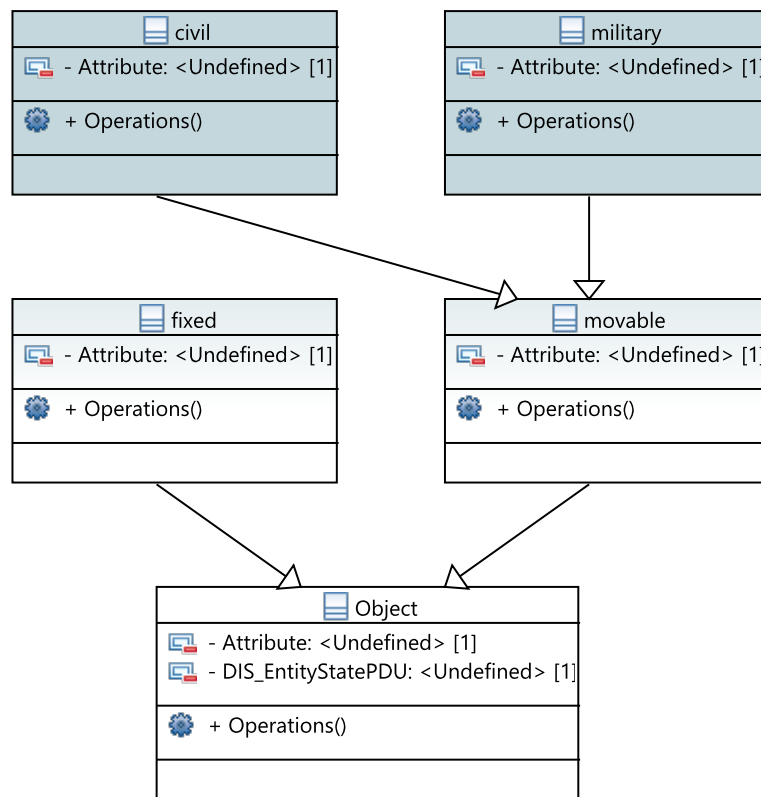 civil
- Attribute: <Undefined> [1]
+ Operations()
military
- Attribute: <Undefined> [1]
+ Operations()
fixed
- Attribute: <Undefined> [1]
+ Operations()
movable
- Attribute: <Undefined> [1]
+ Operations()
Object
- Attribute: <Undefined> [1]
- DIS_EntityStatePDU: <Undefined> [1]
+ Operations()